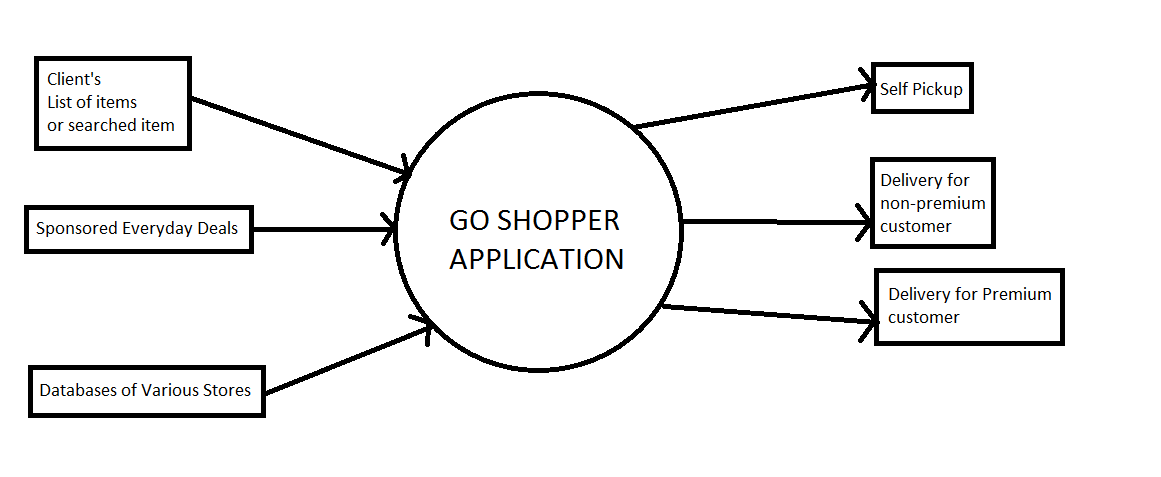 Client's
List of items
or searched item
Sponsored Everyday Deals
Databases of Various Stores
GO SHOPPER
APPLICATION
Self Pickup
Delivery for
non-premium
customer
Delivery for Premium
customer